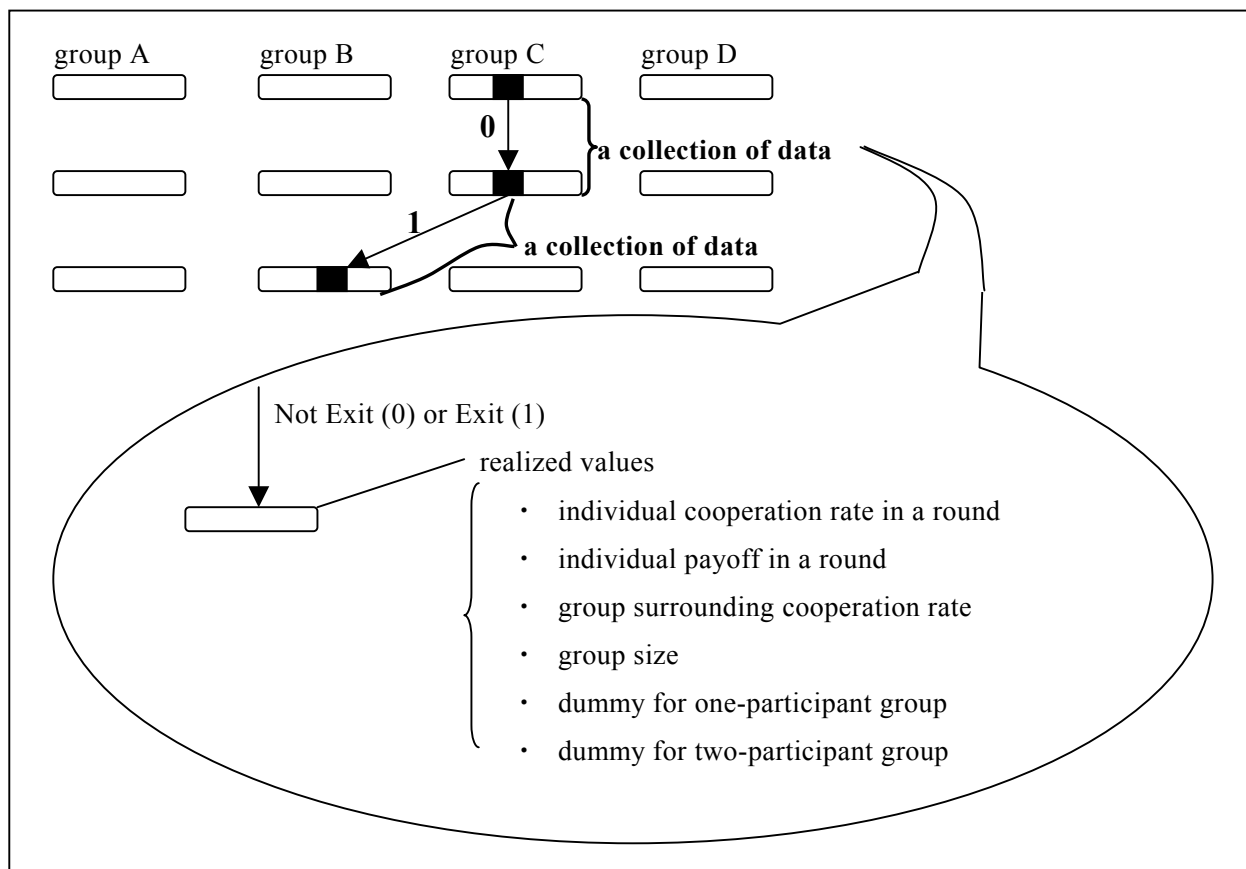 group A group B group C group D
0
a collection of data
1
a collection of data
Not Exit (0) or Exit (1)
realized values
・ individual cooperation rate in a round
・ individual payoff in a round
・ group surrounding cooperation rate
・ group size
・ dummy for one-participant group
・ dummy for two-participant group